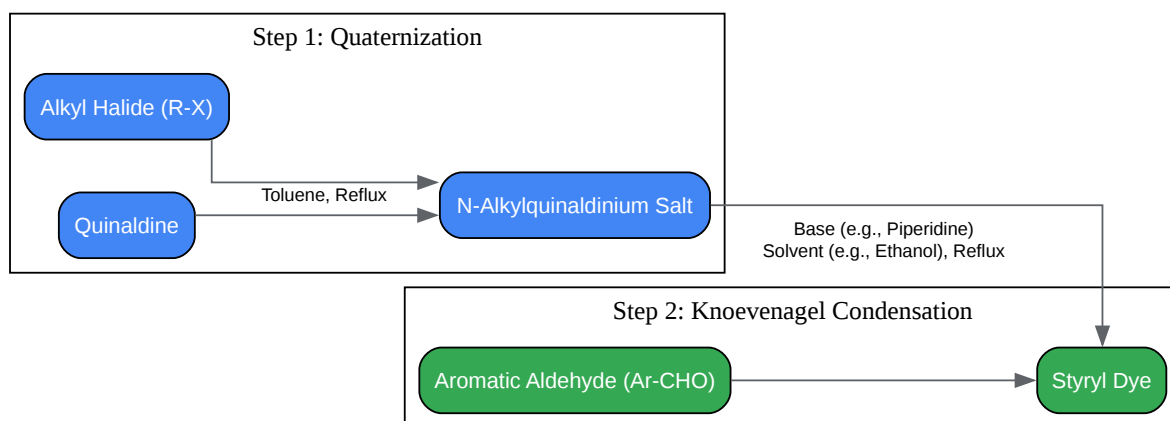 Step 1: Quaternization
Alkyl Halide (R-X)
Toluene, Reflux
Quinaldine
N-Alkylquinaldinium Salt
Base (e.g., Piperidine)
Solvent (e.g., Ethanol), Reflux
Step 2: Knoevenagel Condensation
Aromatic Aldehyde (Ar-CHO)
Styryl Dye